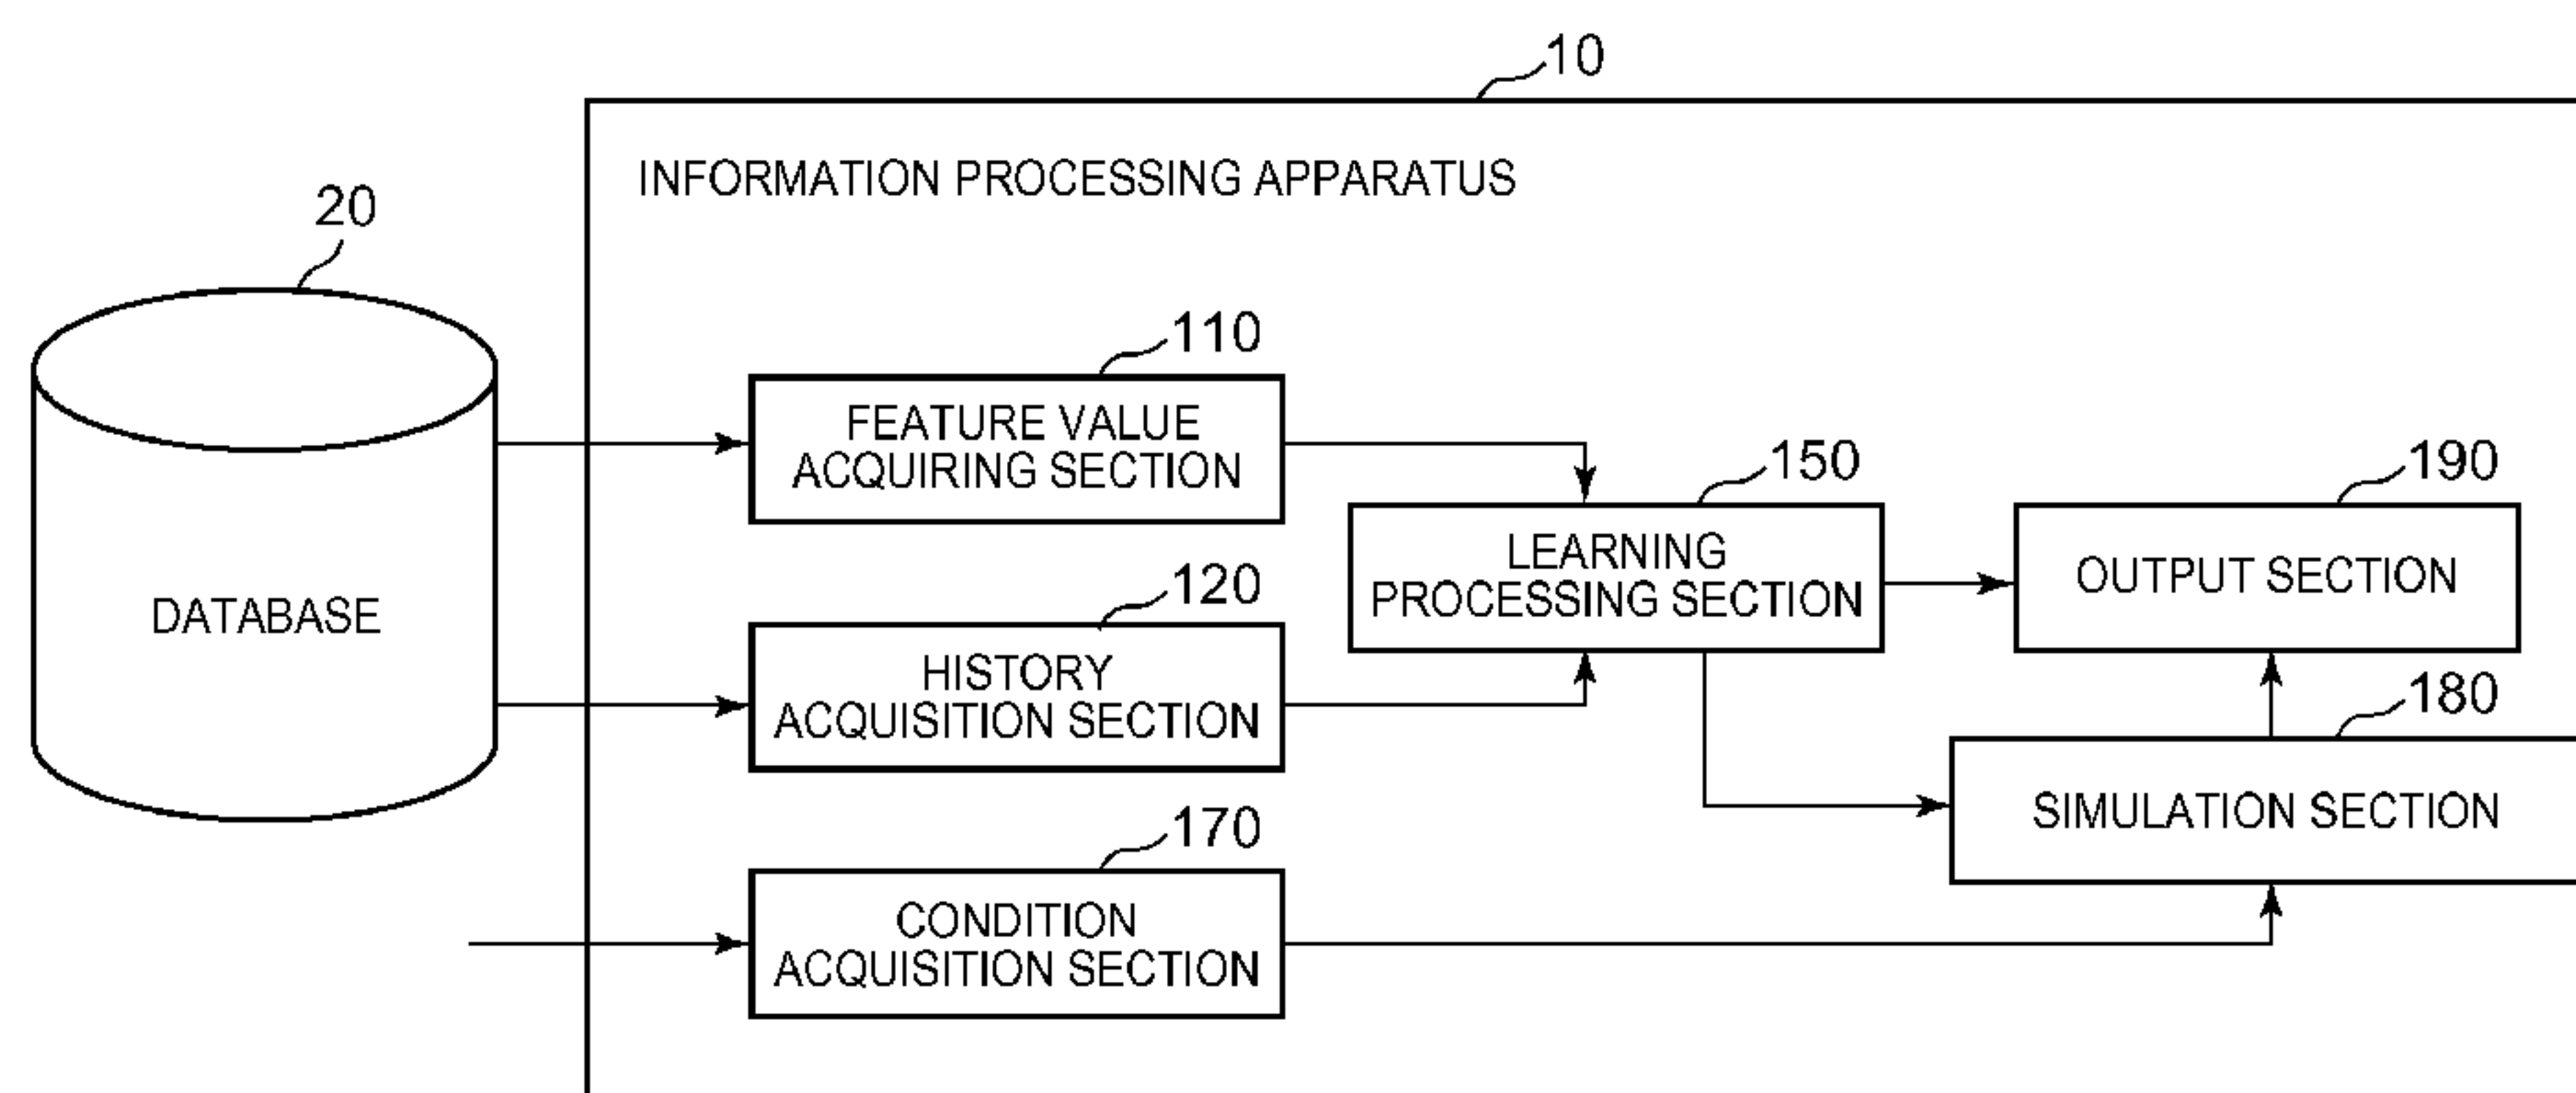 10
INFORMATION PROCESSING APPARATUS
20
DATABASE
110
FEATURE VALUE
ACQUIRING SECTION
120
HISTORY
ACQUISITION SECTION
170
CONDITION
ACQUISITION SECTION
150
LEARNING
PROCESSING SECTION
190
OUTPUT SECTION
180
SIMULATION SECTION